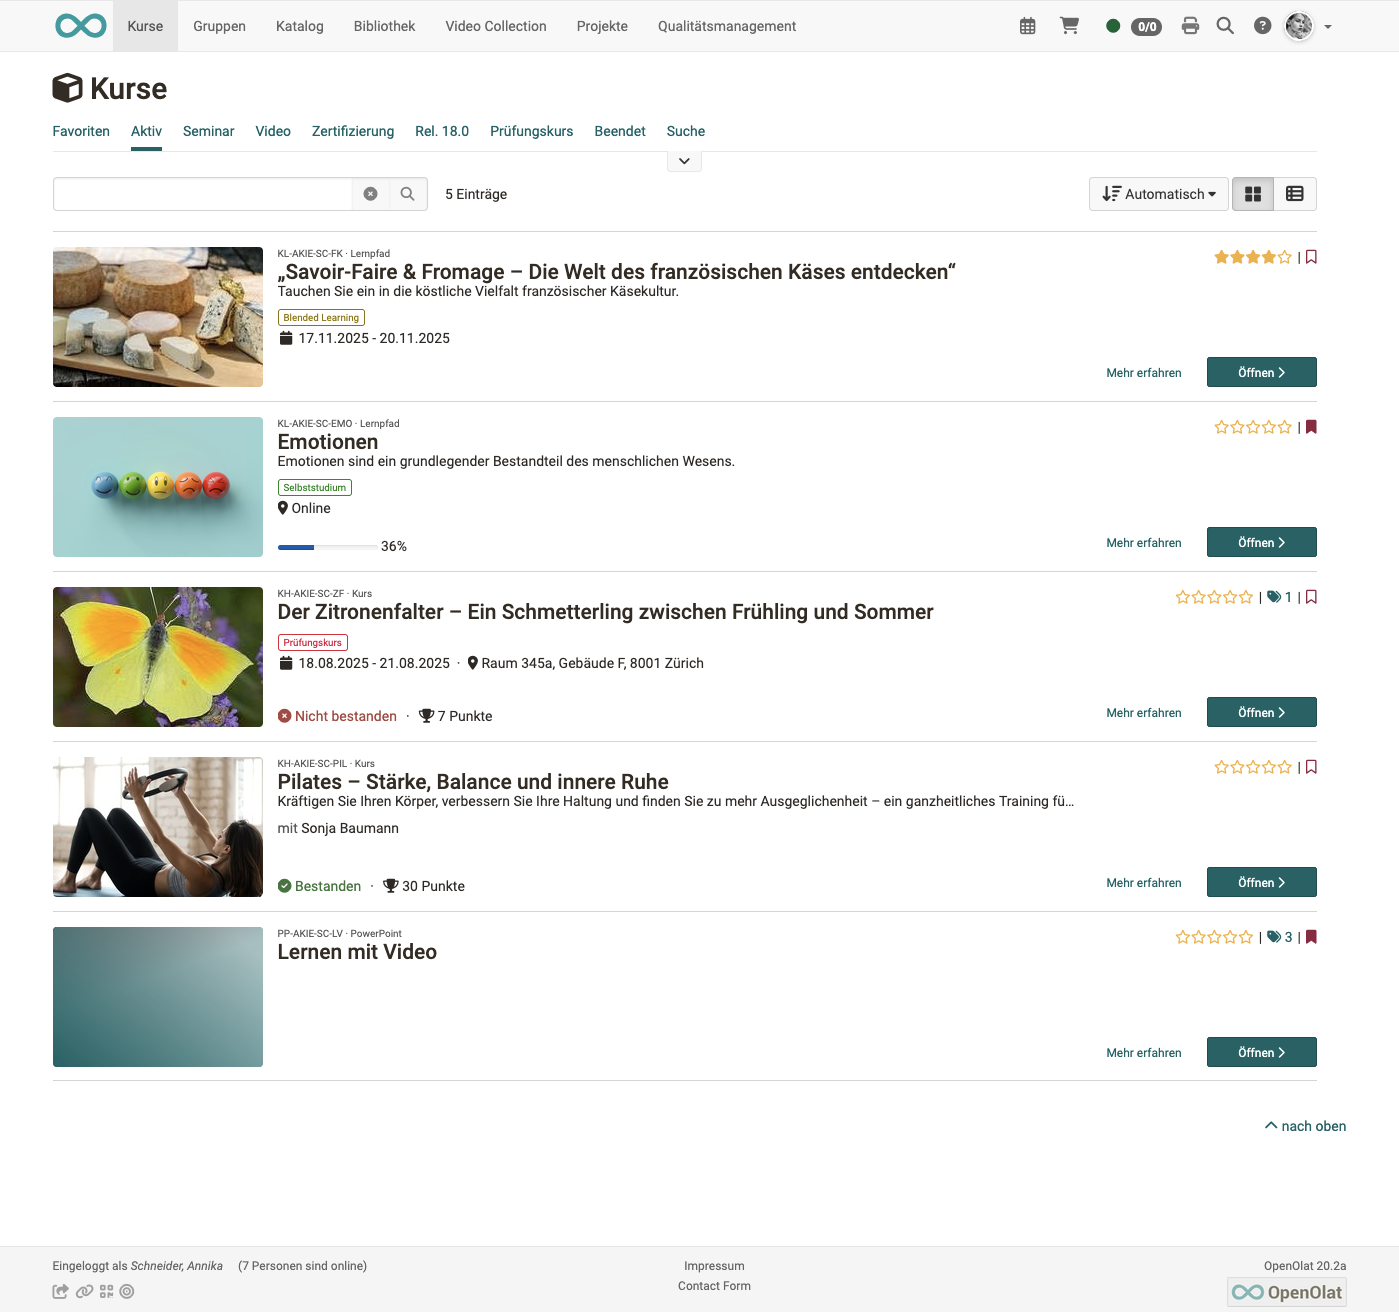 Kurse Gruppen Katalog Bibliothek Video Collection Projekte Qualitätsmanagement 0/0
Kurse
Favoriten Aktiv Seminar Video Zertifizierung Rel. 18.0 Prüfungskurs Beendet Suche
5 Einträge Automatisch
KL-AKIE-SC-FK · Lernpfad
„Savoir-Faire & Fromage – Die Welt des französischen Käses entdecken“
Tauchen Sie ein in die köstliche Vielfalt französischer Käsekultur.
Blended Learning
17.11.2025 - 20.11.2025
Mehr erfahren Öffnen
KL-AKIE-SC-EMO · Lernpfad
Emotionen
Emotionen sind ein grundlegender Bestandteil des menschlichen Wesens.
Selbststudium
Online
36% Mehr erfahren Öffnen
KH-AKIE-SC-ZF · Kurs
| 1 |
Der Zitronenfalter – Ein Schmetterling zwischen Frühling und Sommer
Prüfungskurs
18.08.2025 - 21.08.2025 · Raum 345a, Gebäude F, 8001 Zürich
Nicht bestanden · 7 Punkte Mehr erfahren Öffnen
KH-AKIE-SC-PIL · Kurs
Pilates – Stärke, Balance und innere Ruhe
Kräftigen Sie Ihren Körper, verbessern Sie Ihre Haltung und finden Sie zu mehr Ausgeglichenheit – ein ganzheitliches Training fü…
mit Sonja Baumann
Bestanden · 30 Punkte Mehr erfahren Öffnen
PP-AKIE-SC-LV · PowerPoint
| 3 |
Lernen mit Video
Mehr erfahren Öffnen
nach oben
Eingeloggt als Schneider, Annika (7 Personen sind online) Impressum OpenOlat 20.2a
Contact Form OpenOlat